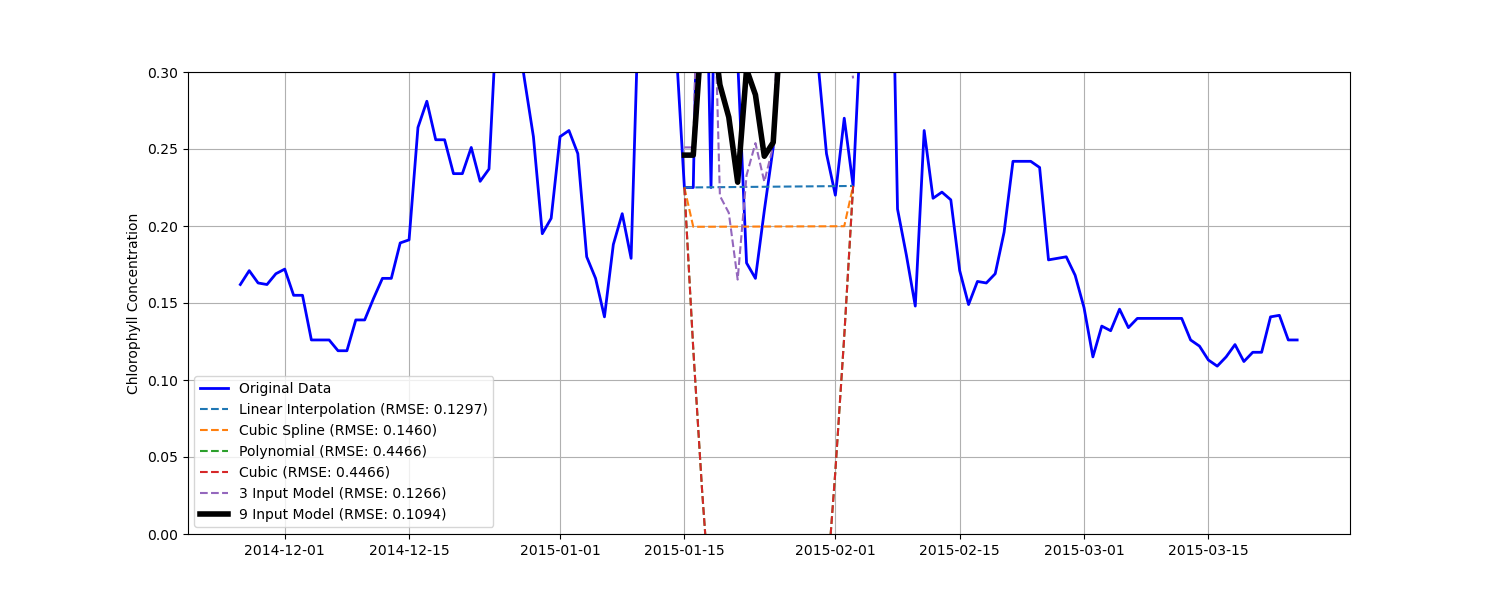 Chlorophyll Concentration
0.30
0.25
0.20
0.15
0.10
0.05
0.00
Original Data
Linear Interpolation (RMSE: 0.1297)
Cubic Spline (RMSE: 0.1460)
Polynomial (RMSE: 0.4466)
Cubic (RMSE: 0.4466)
3 Input Model (RMSE: 0.1266)
9 Input Model (RMSE: 0.1094)
2014-12-01
2014-12-15
2015-01-01
2015-01-15
2015-02-01
2015-02-15
2015-03-01
2015-03-15